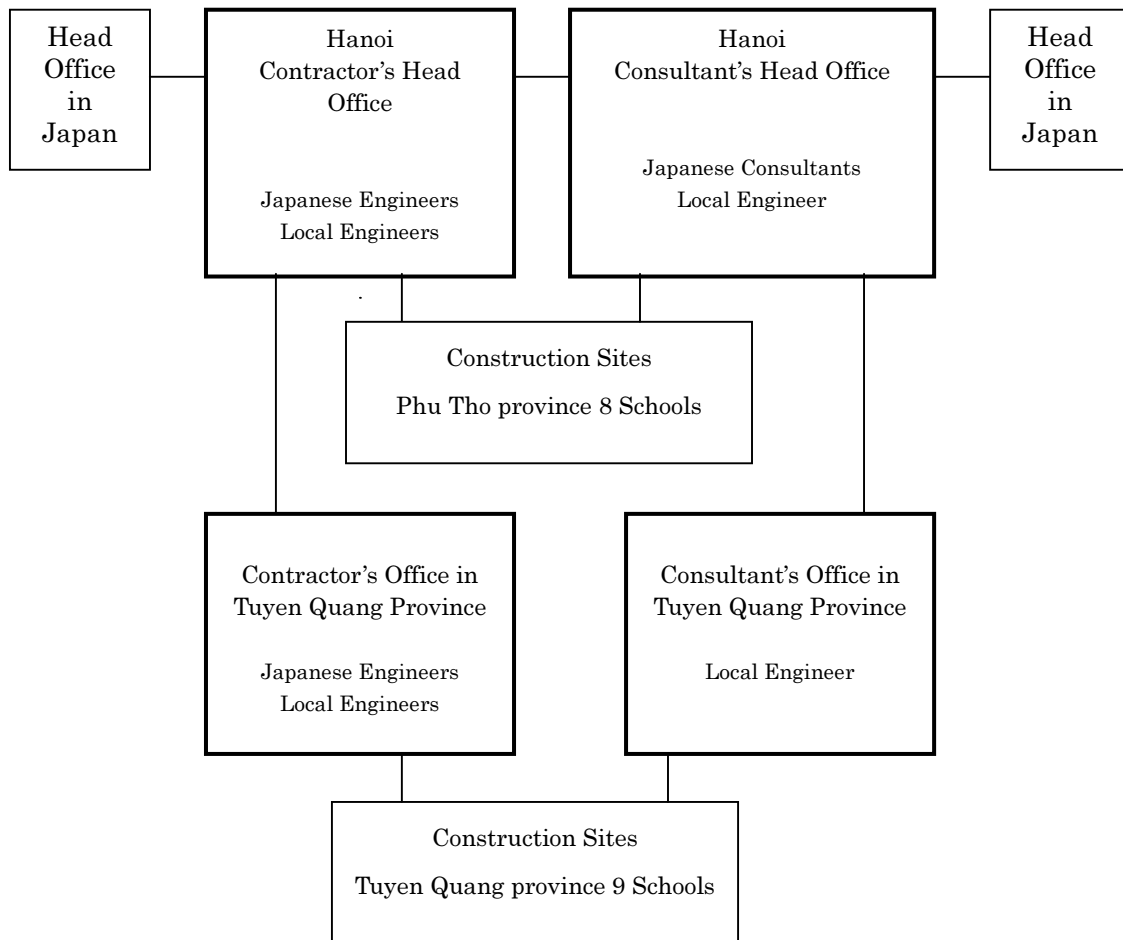 Head
Office
in
Japan
Hanoi
Contractor’s Head
Office
Japanese Engineers
Local Engineers
Hanoi
Consultant’s Head Office
Japanese Consultants
Local Engineer
Head
Office
in
Japan
Construction Sites
Phu Tho province 8 Schools
Contractor’s Office in
Tuyen Quang Province
Japanese Engineers
Local Engineers
Consultant’s Office in
Tuyen Quang Province
Local Engineer
Construction Sites
Tuyen Quang province 9 Schools